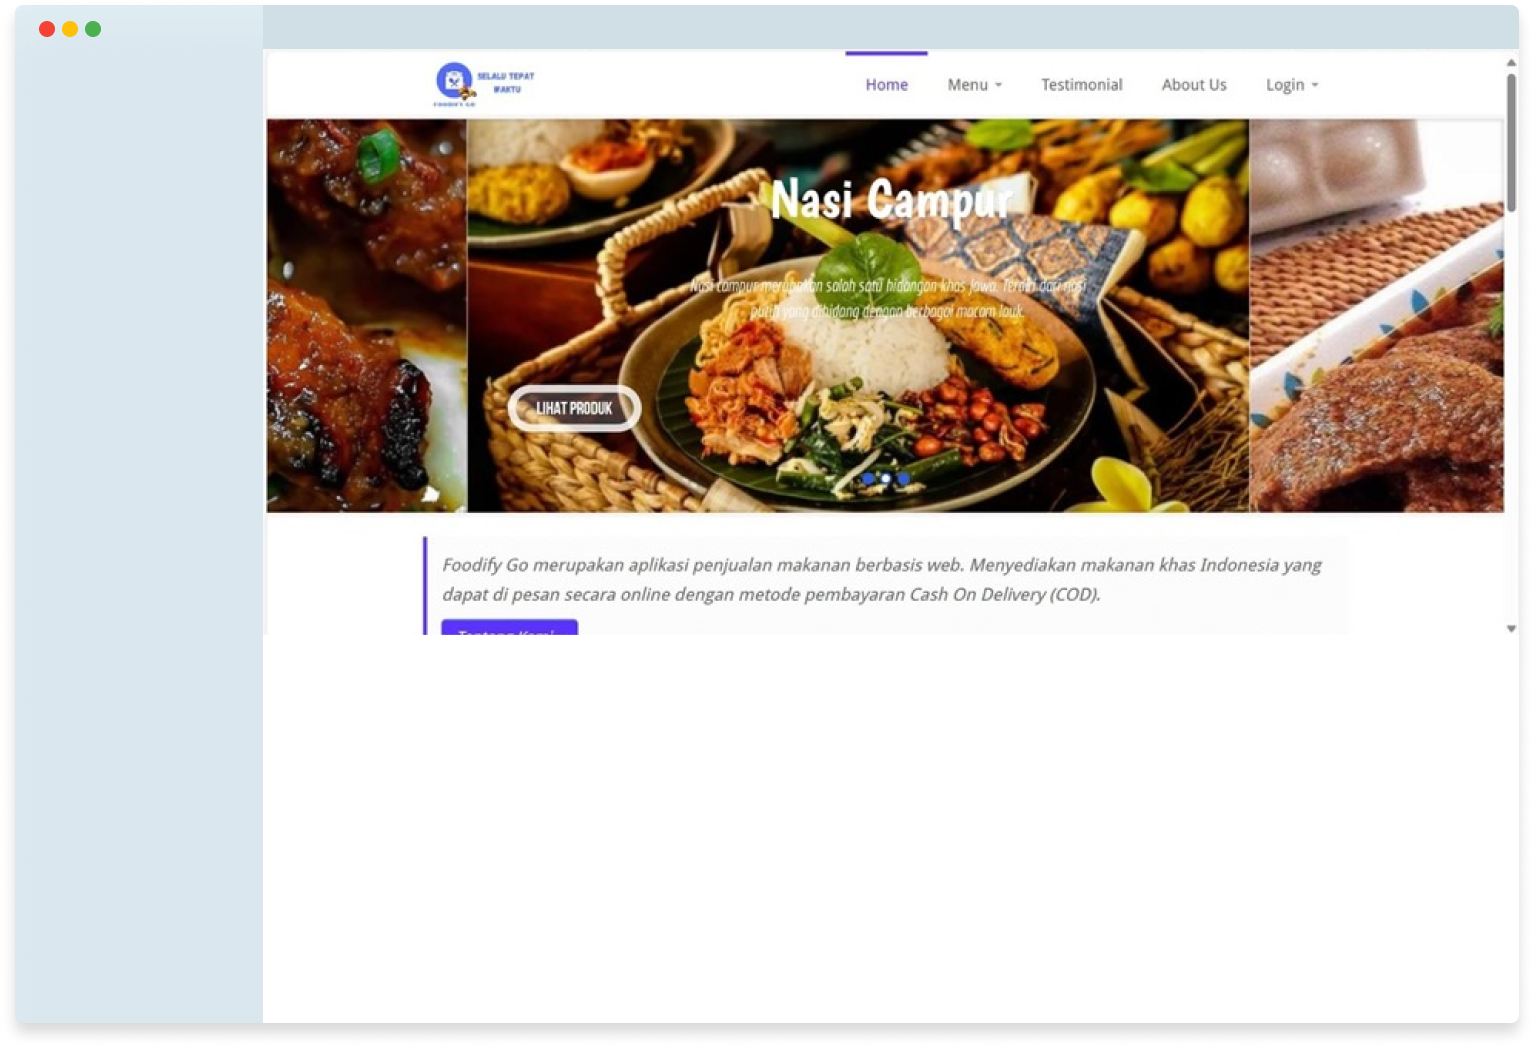 SELALU TEPAT
WAKTU
FOODIFY GO
Home
Menu
Testimonial
About Us
Login
Nasi Campur
Nasi campur merupakan salah satu hidangan khas Jawa. Terdiri dari nasi
putih yang dihidang dengan berbagai macam lauk.
LIHAT PRODUK
Foodify Go merupakan aplikasi penjualan makanan berbasis web. Menyediakan makanan khas Indonesia yang
dapat di pesan secara online dengan metode pembayaran Cash On Delivery (COD).
Tentang Kami